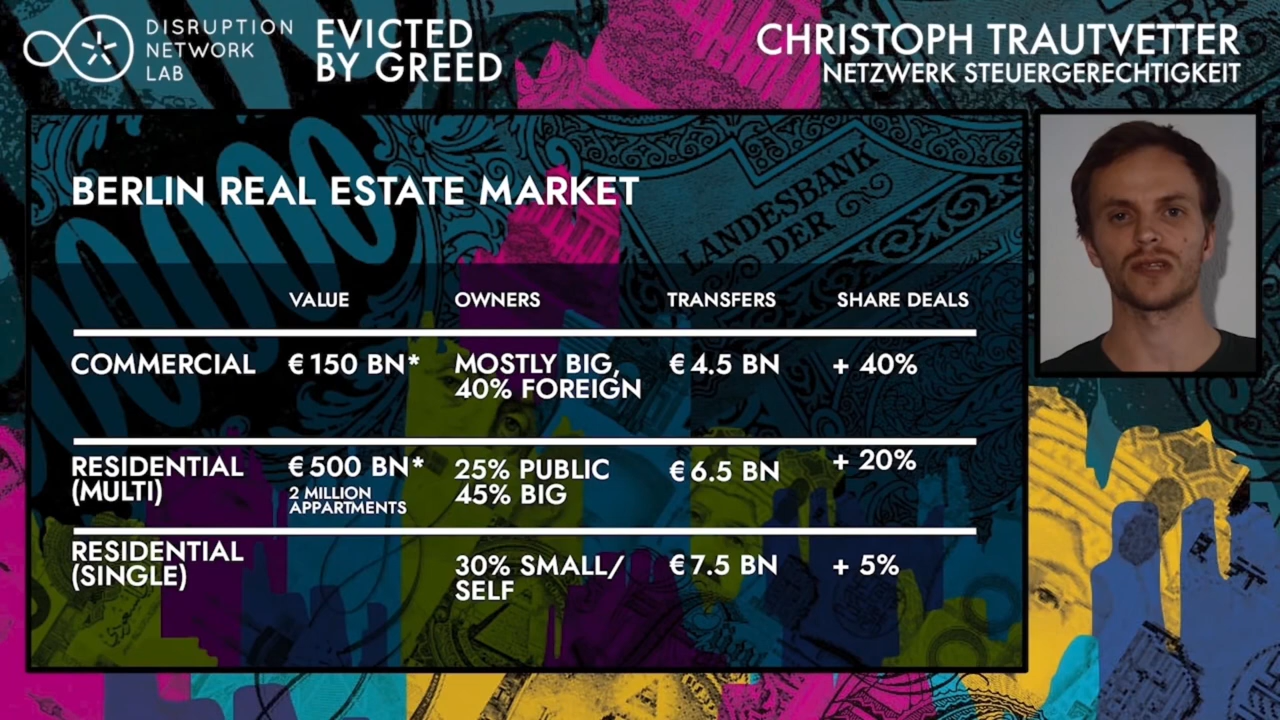 DISRUPTION
NETWORK
LAB
EVICTED
BY GREED
CHRISTOPH TRAUTVETTER
NETZWERK STEUERGERECHTIGKEIT
LANDESBANK
DER
BERLIN REAL ESTATE MARKET
VALUE OWNERS TRANSFERS SHARE DEALS
COMMERCIAL € 150 BN* MOSTLY BIG, € 4.5 BN + 40%
40% FOREIGN
RESIDENTIAL € 500 BN* 25% PUBLIC € 6.5 BN + 20%
(MULTI) 2 MILLION 45% BIG
APPARTMENTS
RESIDENTIAL
(SINGLE) 30% SMALL/ € 7.5 BN + 5%
SELF